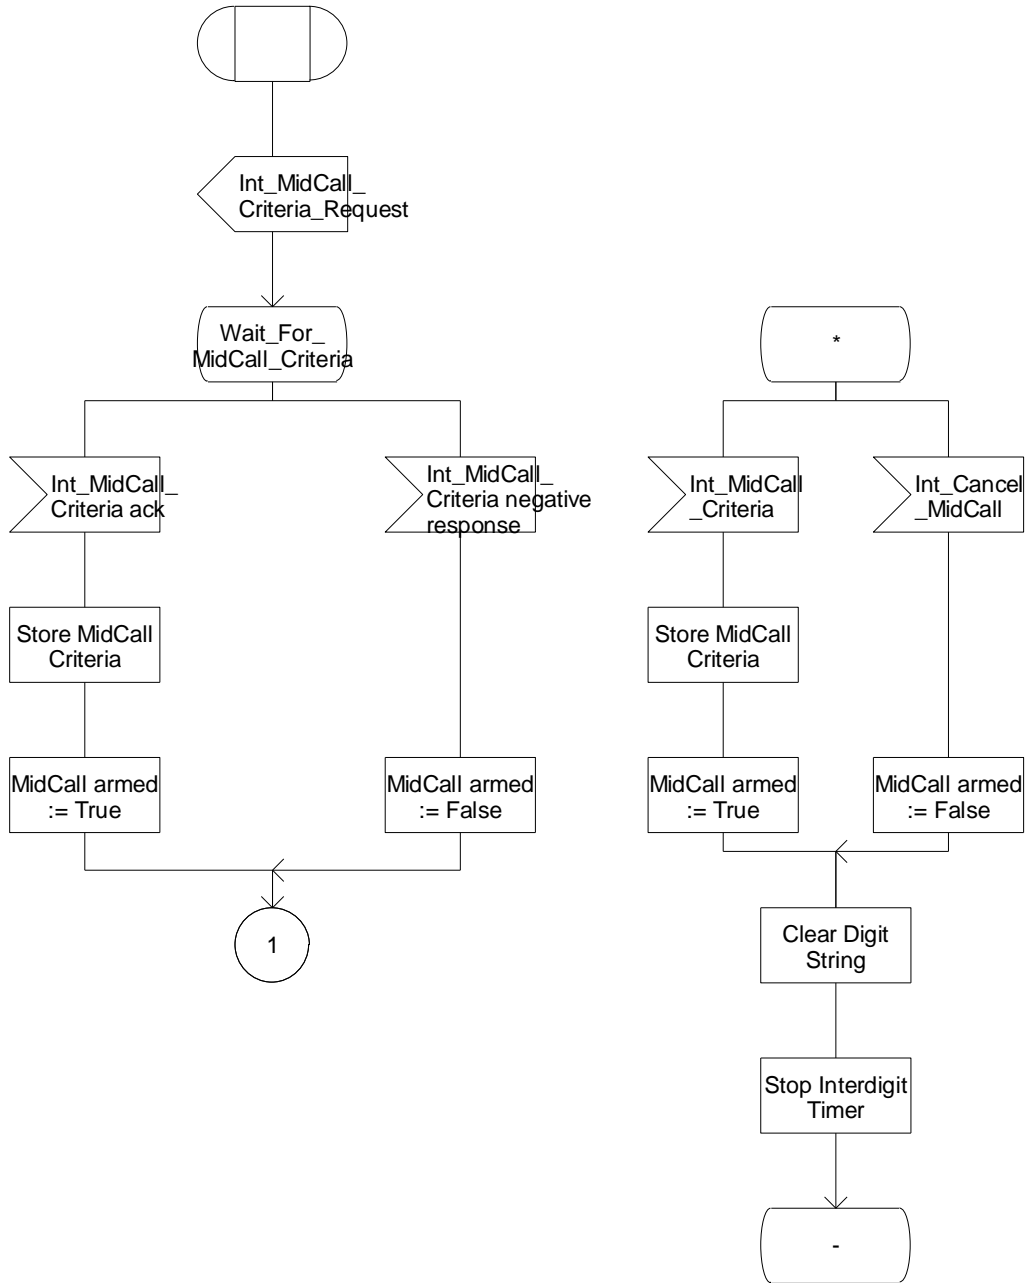 Int_MidCall_
Criteria_Request
Wait_For_
MidCall_Criteria
*
Int_MidCall_
Criteria ack
Int_MidCall_
Criteria negative
response
Int_MidCall
_Criteria
Int_Cancel
_MidCall
Store MidCall
Criteria
Store MidCall
Criteria
MidCall armed
:= True
MidCall armed
:= False
MidCall armed
:= True
MidCall armed
:= False
1
Clear Digit
String
Stop Interdigit
Timer
-